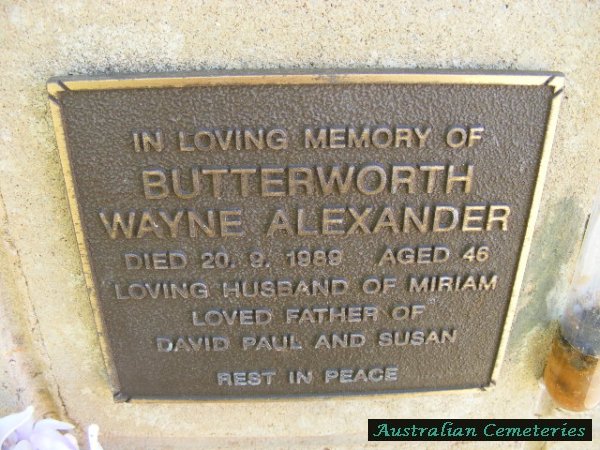 IN LOVING MEMORY OF
BUTTERWORTH
WAYNE ALEXANDER
DIED 20. 9. 1989 AGED 46
LOVING HUSBAND OF MIRIAM
LOVED FATHER OF
DAVID PAUL AND SUSAN
REST IN PEACE
Australian Cemeteries